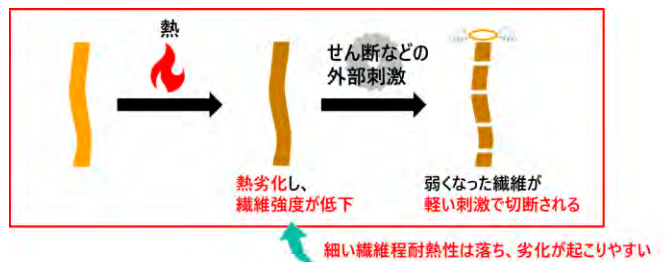 熱
せん断などの
外部刺激
熱劣化し、
繊維強度が低下
弱くなった繊維が
軽い刺激で切断される
細い繊維程耐熱性は落ち、劣化が起こりやすい